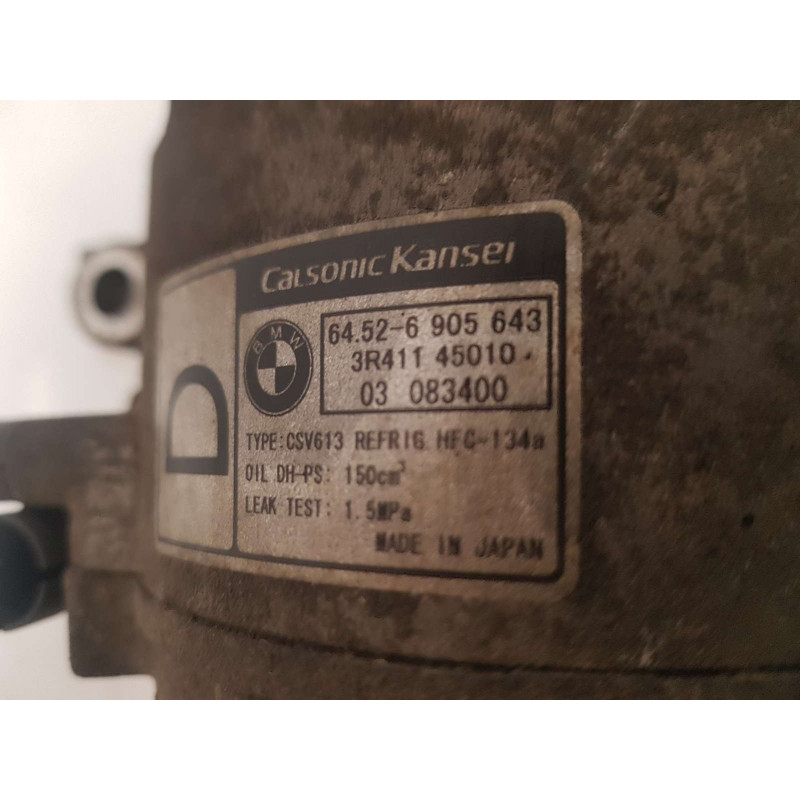 Calsonic Kansei
D
BMW
64.52-6 905 643
3R411 45010
03 083400
TYPE:CSV613 REFRIG HFC-134a
OIL DH-PS: 150cm³
LEAK TEST: 1.5MPa
MADE IN JAPAN